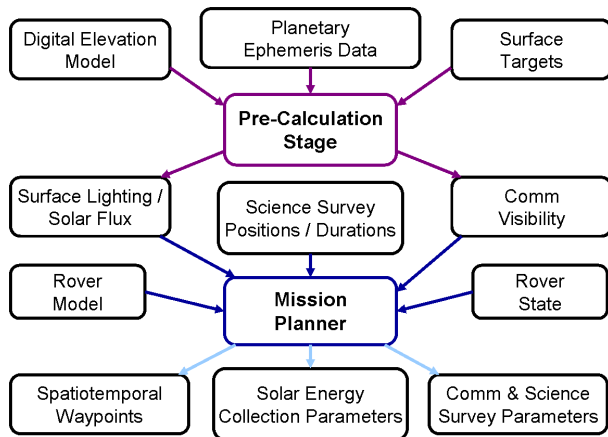 Digital Elevation
Model
Planetary
Ephemeris Data
Surface
Targets
Pre-Calculation
Stage
Surface Lighting /
Solar Flux
Science Survey
Positions / Durations
Comm
Visibility
Rover
Model
Mission
Planner
Rover
State
Spatiotemporal
Waypoints
Solar Energy
Collection Parameters
Comm & Science
Survey Parameters